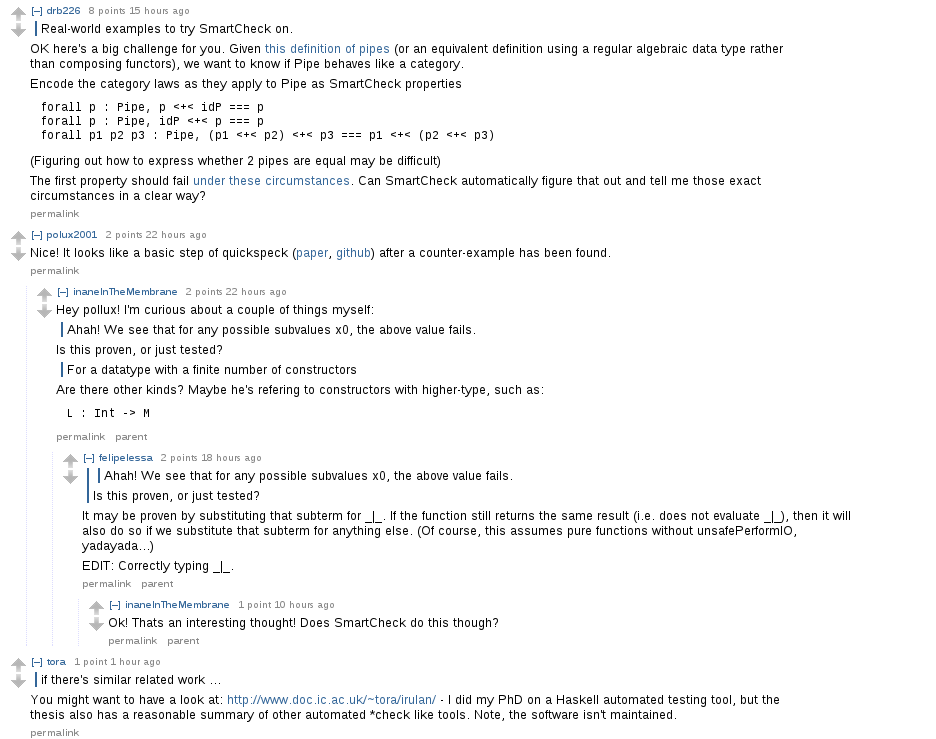 [–] drb226 8 points 15 hours ago
Real-world examples to try SmartCheck on.
OK here's a big challenge for you. Given this definition of pipes (or an equivalent definition using a regular algebraic data type rather
than composing functors), we want to know if Pipe behaves like a category.
Encode the category laws as they apply to Pipe as SmartCheck properties
forall p : Pipe, p <+< idP === p
forall p : Pipe, idP <+< p === p
forall p1 p2 p3 : Pipe, (p1 <+< p2) <+< p3 === p1 <+< (p2 <+< p3)
(Figuring out how to express whether 2 pipes are equal may be difficult)
The first property should fail under these circumstances. Can SmartCheck automatically figure that out and tell me those exact
circumstances in a clear way?
permalink
[–] polux2001 2 points 22 hours ago
Nice! It looks like a basic step of quickspeck (paper, github) after a counter-example has been found.
permalink
[–] inaneInTheMembrane 2 points 22 hours ago
Hey pollux! I'm curious about a couple of things myself:
Ahah! We see that for any possible subvalues x0, the above value fails.
Is this proven, or just tested?
For a datatype with a finite number of constructors
Are there other kinds? Maybe he's refering to constructors with higher-type, such as:
L : Int -> M
permalink parent
[–] felipelessa 2 points 18 hours ago
Ahah! We see that for any possible subvalues x0, the above value fails.
Is this proven, or just tested?
It may be proven by substituting that subterm for _|_. If the function still returns the same result (i.e. does not evaluate _|_), then it will
also do so if we substitute that subterm for anything else. (Of course, this assumes pure functions without unsafePerformIO,
yadayada...)
EDIT: Correctly typing _|_.
permalink parent
[–] inaneInTheMembrane 1 point 10 hours ago
Ok! Thats an interesting thought! Does SmartCheck do this though?
permalink parent
[–] tora 1 point 1 hour ago
if there's similar related work ...
You might want to have a look at: http://www.doc.ic.ac.uk/~tora/irulan/ - I did my PhD on a Haskell automated testing tool, but the
thesis also has a reasonable summary of other automated *check like tools. Note, the software isn't maintained.
permalink